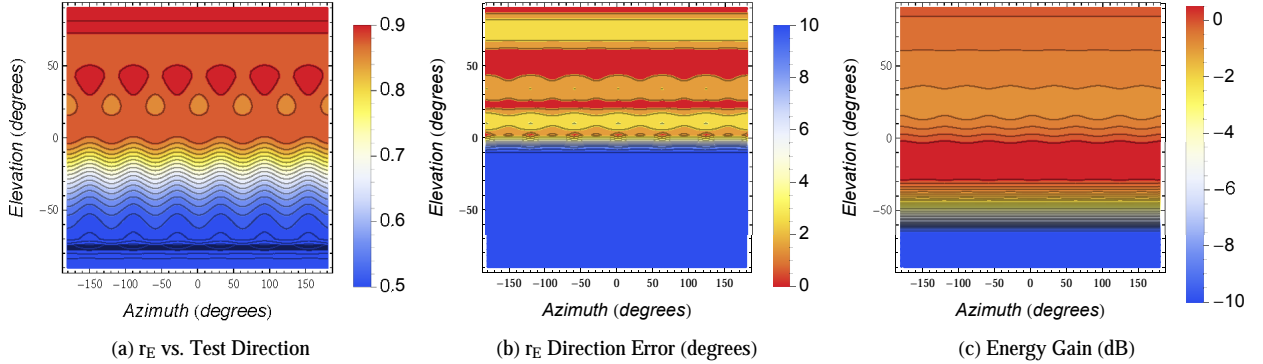 50
0
−50
−150 −100 −50 0 50 100 150
Elevation (degrees)
Azimuth (degrees)
0.9
0.8
0.7
0.6
0.5
(a) rE vs. Test Direction
50
0
−50
−150 −100 −50 0 50 100 150
Elevation (degrees)
Azimuth (degrees)
10
8
6
4
2
0
(b) rE Direction Error (degrees)
50
0
−50
−150 −100 −50 0 50 100 150
Elevation (degrees)
Azimuth (degrees)
0
−2
−4
−6
−8
−10
(c) Energy Gain (dB)